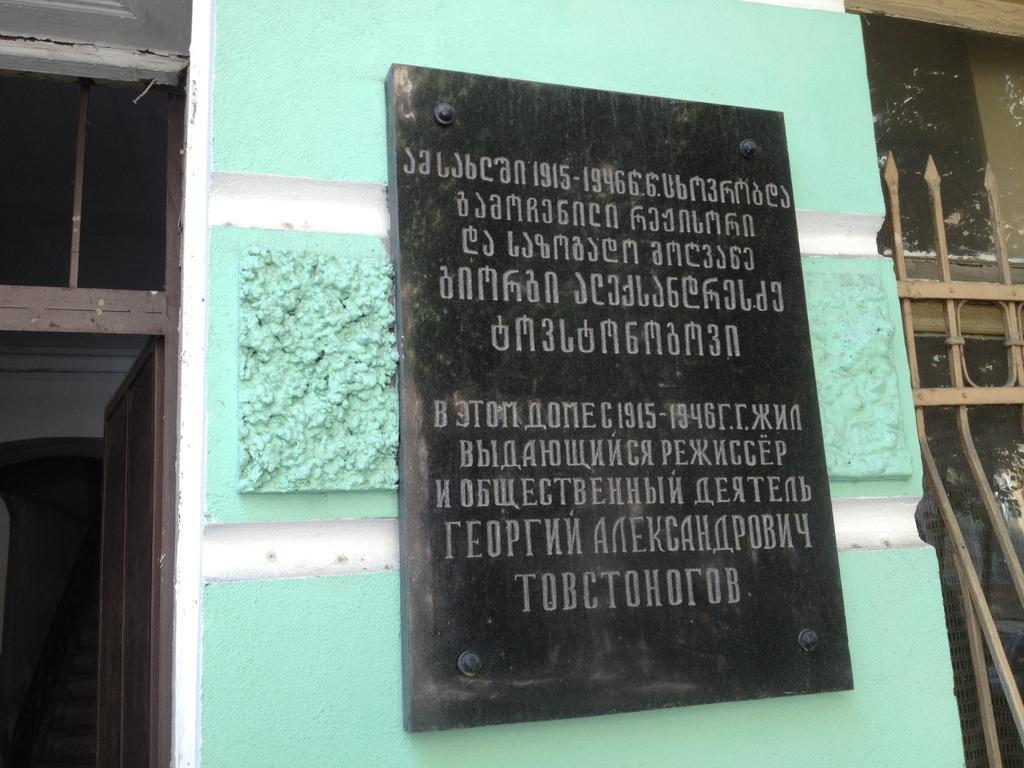 ამ სახლში 1915-1946წ.წ. ცხოვრობდა
გამოჩენილი რეჟისორი
და საზოგადო მოღვაწე
გიორგი ალექსანდრეს ძე
ტოვსტონოგოვი
В ЭТОМ ДОМЕ С 1915-1946Г.Г. ЖИЛ
ВЫДАЮЩИЙСЯ РЕЖИССЁР
И ОБЩЕСТВЕННЫЙ ДЕЯТЕЛЬ
ГЕОРГИЙ АЛЕКСАНДРОВИЧ
ТОВСТОНОГОВ